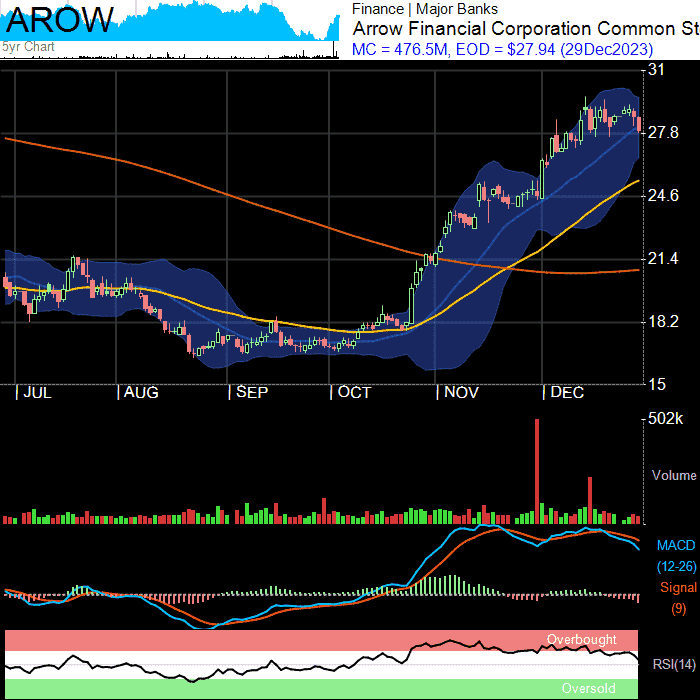 AROW
5yr Chart
Finance | Major Banks
Arrow Financial Corporation Common St
MC = 476.5M, EOD = $27.94 (29Dec2023)
31
27.8
24.6
21.4
18.2
15
JUL AUG SEP OCT NOV DEC
502k
Volume
MACD
(12-26)
Signal
(9)
Overbought
RSI(14)
Oversold